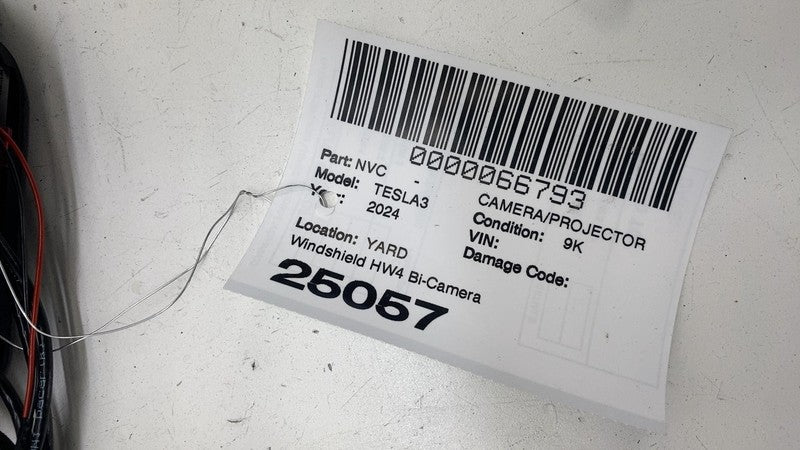 0000066793
Part: NVC - CAMERA/PROJECTOR
Model: TESLA3 Condition: 9K
2024 VIN:
Damage Code:
Location: YARD
Windshield HW4 Bi-Camera
25057